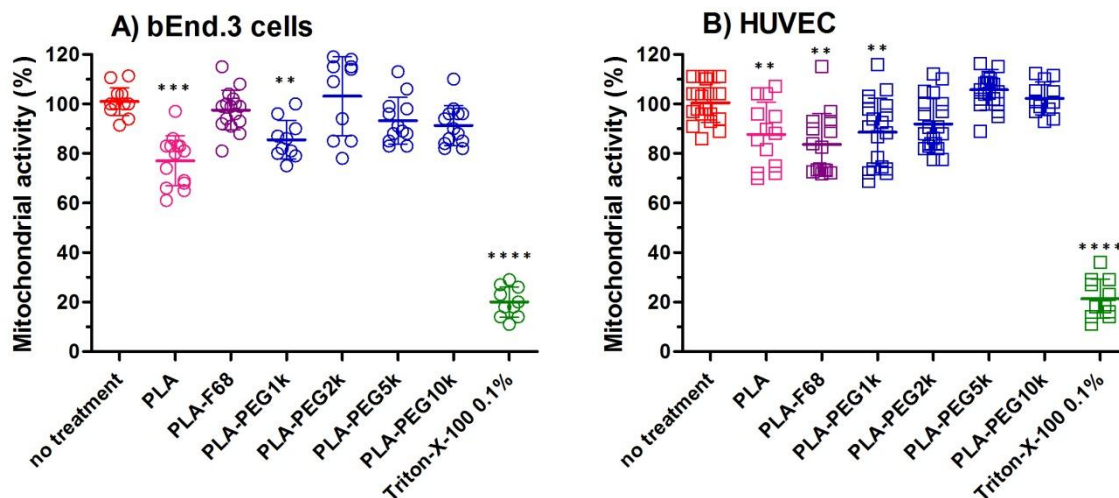 A) bEnd.3 cells
Mitochondrial activity (%)
120
100
80
60
40
20
0
***
**
****
no treatment
PLA
PLA-F68
PLA-PEG1k
PLA-PEG2k
PLA-PEG5k
PLA-PEG10k
Triton-X-100 0.1%
B) HUVEC
Mitochondrial activity (%)
120
100
80
60
40
20
0
**
**
**
****
no treatment
PLA
PLA-F68
PLA-PEG1k
PLA-PEG2k
PLA-PEG5k
PLA-PEG10k
Triton-X-100 0.1%